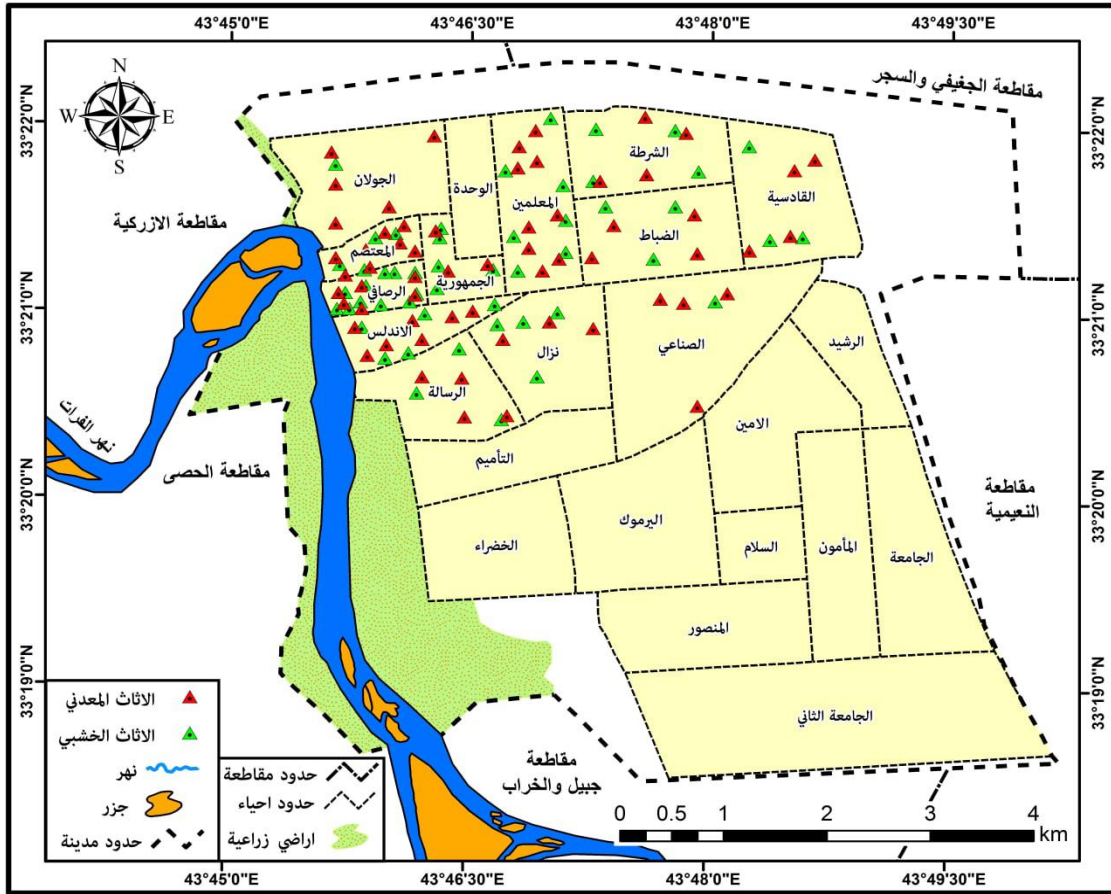 43°45'0"E
43°46'30"E
43°48'0"E
43°49'30"E
33°22'0"N
33°21'0"N
33°20'0"N
33°19'0"N
33°22'0"N
33°21'0"N
33°20'0"N
33°19'0"N
N
W
E
S
مقاطعة الجغيفي والسجر
مقاطعة الازركية
الجولان
الوحدة
المعلمين
الشرطة
القادسية
الضباط
المعتصم
الجمهورية
الرصافي
الاندلس
نزال
الصناعي
الرشيد
الرسالة
الامين
التأميم
نهر الفرات
مقاطعة الحصى
مقاطعة
النعيمية
اليرموك
الخضراء
السلام
المأمون
الجامعة
المنصور
الجامعة الثاني
مقاطعة
جبيل والخراب
الاثاث المعدني
الاثاث الخشبي
نهر
جزر
حدود مدينة
حدود مقاطعة
حدود احياء
اراضي زراعية
0 0.5 1 2 3 4
km
43°45'0"E
43°46'30"E
43°48'0"E
43°49'30"E